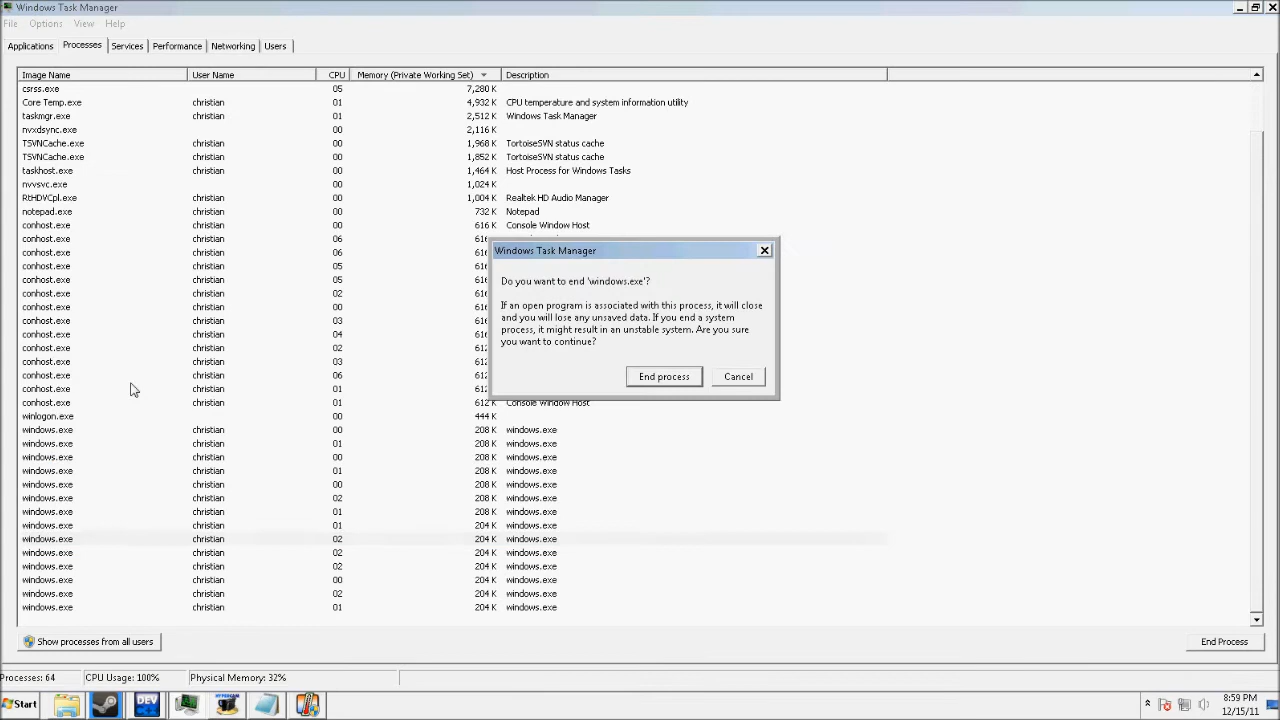 Windows Task Manager
File Options View Help
Applications Processes Services Performance Networking Users
Image Name User Name CPU Memory (Private Working Set) Description
csrss.exe 05 7,280 K
Core Temp.exe christian 01 4,932 K CPU temperature and system information utility
taskmgr.exe christian 01 2,512 K Windows Task Manager
nvxdsync.exe 00 2,116 K
TSVNCache.exe christian 00 1,968 K TortoiseSVN status cache
TSVNCache.exe christian 00 1,852 K TortoiseSVN status cache
taskhost.exe christian 00 1,464 K Host Process for Windows Tasks
nvvsvc.exe 00 1,024 K
RtHDVCpl.exe christian 00 1,004 K Realtek HD Audio Manager
notepad.exe christian 00 732 K Notepad
conhost.exe christian 00 616 K Console Window Host
conhost.exe christian 06 616
conhost.exe christian 06 616
conhost.exe christian 05 616
conhost.exe christian 05 616
conhost.exe christian 02 616
conhost.exe christian 00 616
conhost.exe christian 03 616
conhost.exe christian 04 616
conhost.exe christian 02 612
conhost.exe christian 03 612
conhost.exe christian 06 612
conhost.exe christian 01 612
conhost.exe christian 01 612 Console Window Host
winlogon.exe 00 444 K
windows.exe christian 00 208 K windows.exe
windows.exe christian 01 208 K windows.exe
windows.exe christian 00 208 K windows.exe
windows.exe christian 01 208 K windows.exe
windows.exe christian 00 208 K windows.exe
windows.exe christian 02 208 K windows.exe
windows.exe christian 01 208 K windows.exe
windows.exe christian 01 204 K windows.exe
windows.exe christian 02 204 K windows.exe
windows.exe christian 02 204 K windows.exe
windows.exe christian 02 204 K windows.exe
windows.exe christian 00 204 K windows.exe
windows.exe christian 02 204 K windows.exe
windows.exe christian 01 204 K windows.exe
Windows Task Manager
Do you want to end 'windows.exe'?
If an open program is associated with this process, it will close
and you will lose any unsaved data. If you end a system
process, it might result in an unstable system. Are you sure
you want to continue?
End process Cancel
Show processes from all users End Process
Processes: 64 CPU Usage: 100% Physical Memory: 32%
Start DEV HYPERCAM 8:59 PM
12/15/11